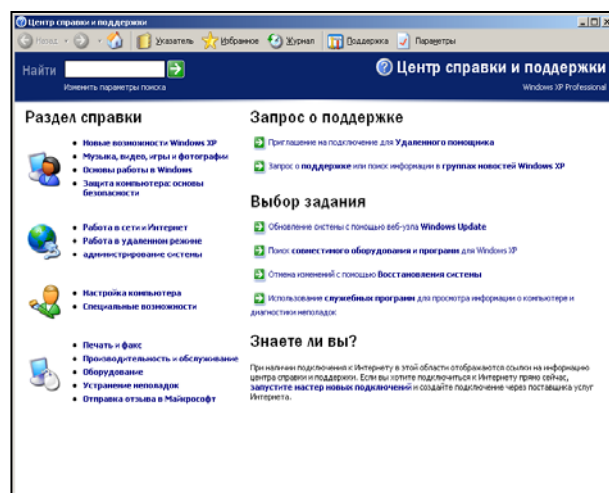 Центр справки и поддержки
Назад
Указатель
Избранное
Журнал
Поддержка
Параметры
Найти
Изменить параметры поиска
Центр справки и поддержки
Windows XP Professional
Раздел справки
Новые возможности Windows XP
Музыка, видео, игры и фотографии
Основы работы в Windows
Защита компьютера: основы
безопасности
Работа в сети и Интернет
Работа в удаленном режиме
администрирование системы
Настройка компьютера
Специальные возможности
Печать и факс
Производительность и обслуживание
Оборудование
Устранение неполадок
Отправка отзыва в Майкрософт
Запрос о поддержке
Приглашение на подключение для Удаленного помощника
Запрос о поддержке или поиск информации в группах новостей Windows XP
Выбор задания
Обновление системы с помощью веб-узла Windows Update
Поиск совместимого оборудования и программ для Windows XP
Отмена изменений с помощью Восстановления системы
Использование служебных программ для просмотра информации о компьютере и
диагностики неполадок
Знаете ли вы?
При наличии подключения к Интернету в этой области отображаются ссылки на информацию
центра справки и поддержки. Если вы хотите подключиться к Интернету прямо сейчас,
запустите мастер новых подключений и создайте подключение через поставщика услуг
Интернета.